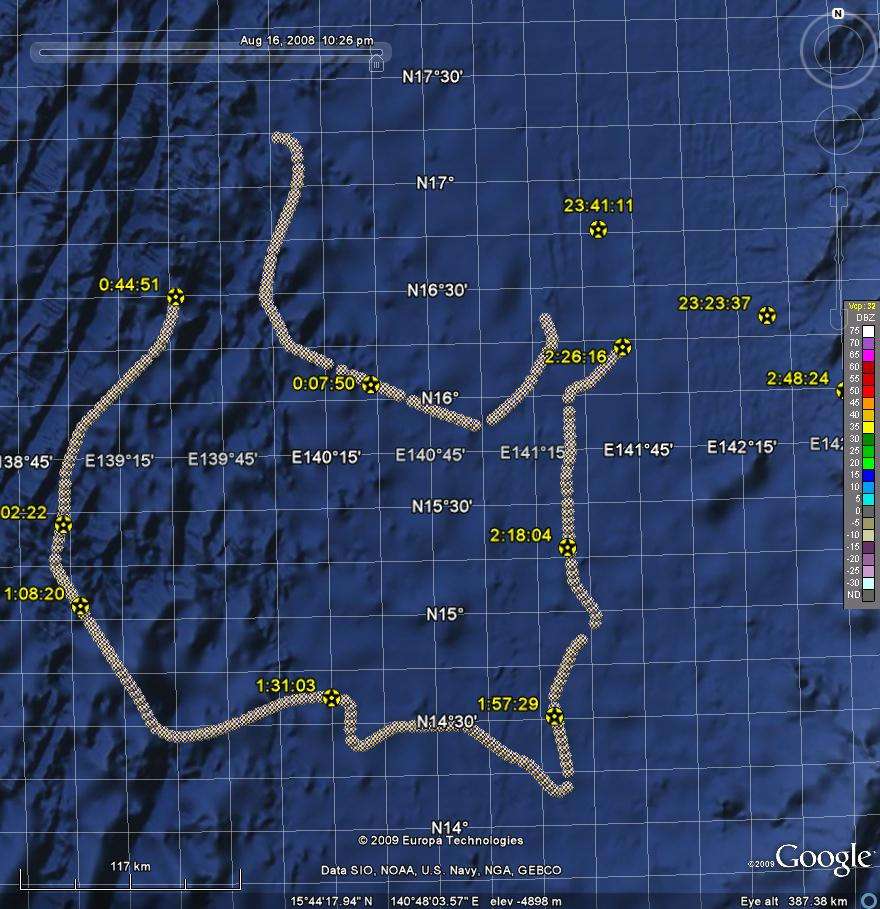 N
Aug 16, 2008 10:26 pm
N17°30'
N17°
23:41:11
0:44:51
N16°30'
23:23:37
Vcp: 32
DBZ
75
70
65
60
55
50
45
40
35
30
25
20
15
10
5
0
-5
-10
-15
-20
-25
-30
ND
2:26:16
0:07:50
2:48:24
N16°
138°45'
E139°15'
E139°45'
E140°15'
E140°45'
E141°15'
E141°45'
E142°15'
E142
N15°30'
02:22
2:18:04
1:08:20
N15°
1:31:03
1:57:29
N14°30'
N14°
© 2009 Europa Technologies
117 km
Data SIO, NOAA, U.S. Navy, NGA, GEBCO
©2009 Google
15°44'17.94" N 140°48'03.57" E elev -4898 m
Eye alt 387.38 km